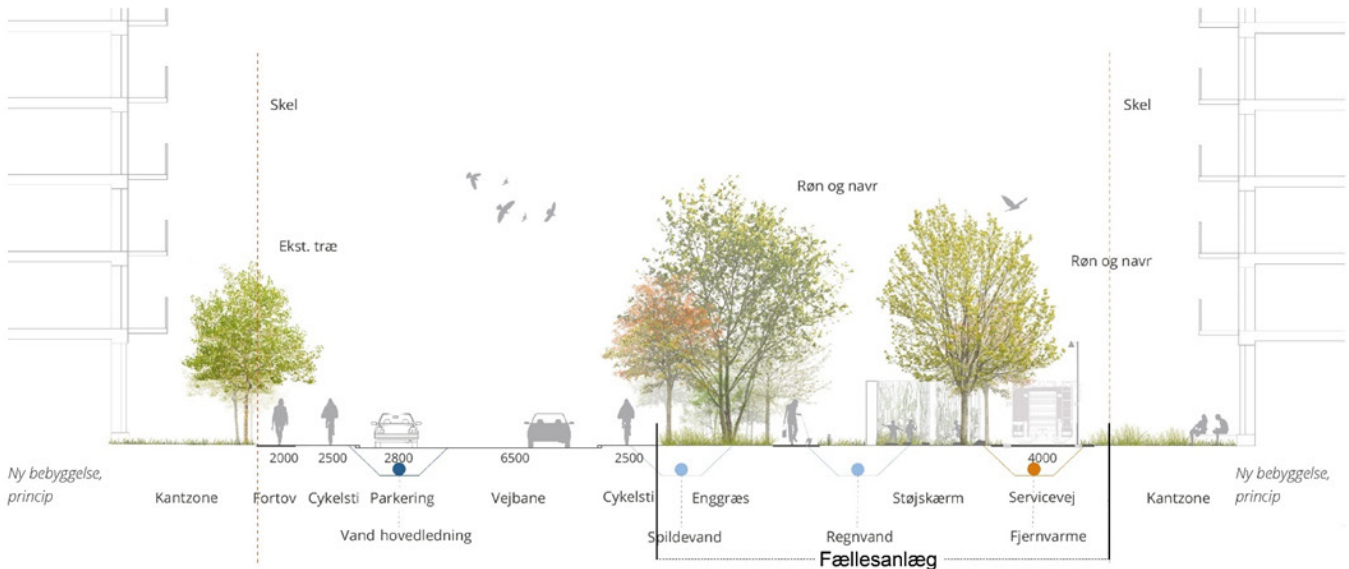 Skel
Skel
Røn og navr
Ekst. træ
Røn og navr
2000
2500
2800
6500
2500
4000
Ny bebyggelse,
princip
Kantzone
Fortov
Cykelsti
Parkering
Vejbane
Cykelsti
Enggræs
Støjskærm
Servicevej
Kantzone
Ny bebyggelse,
princip
Vand hovedledning
Spildevand
Regnvand
Fjernvarme
Fællesanlæg